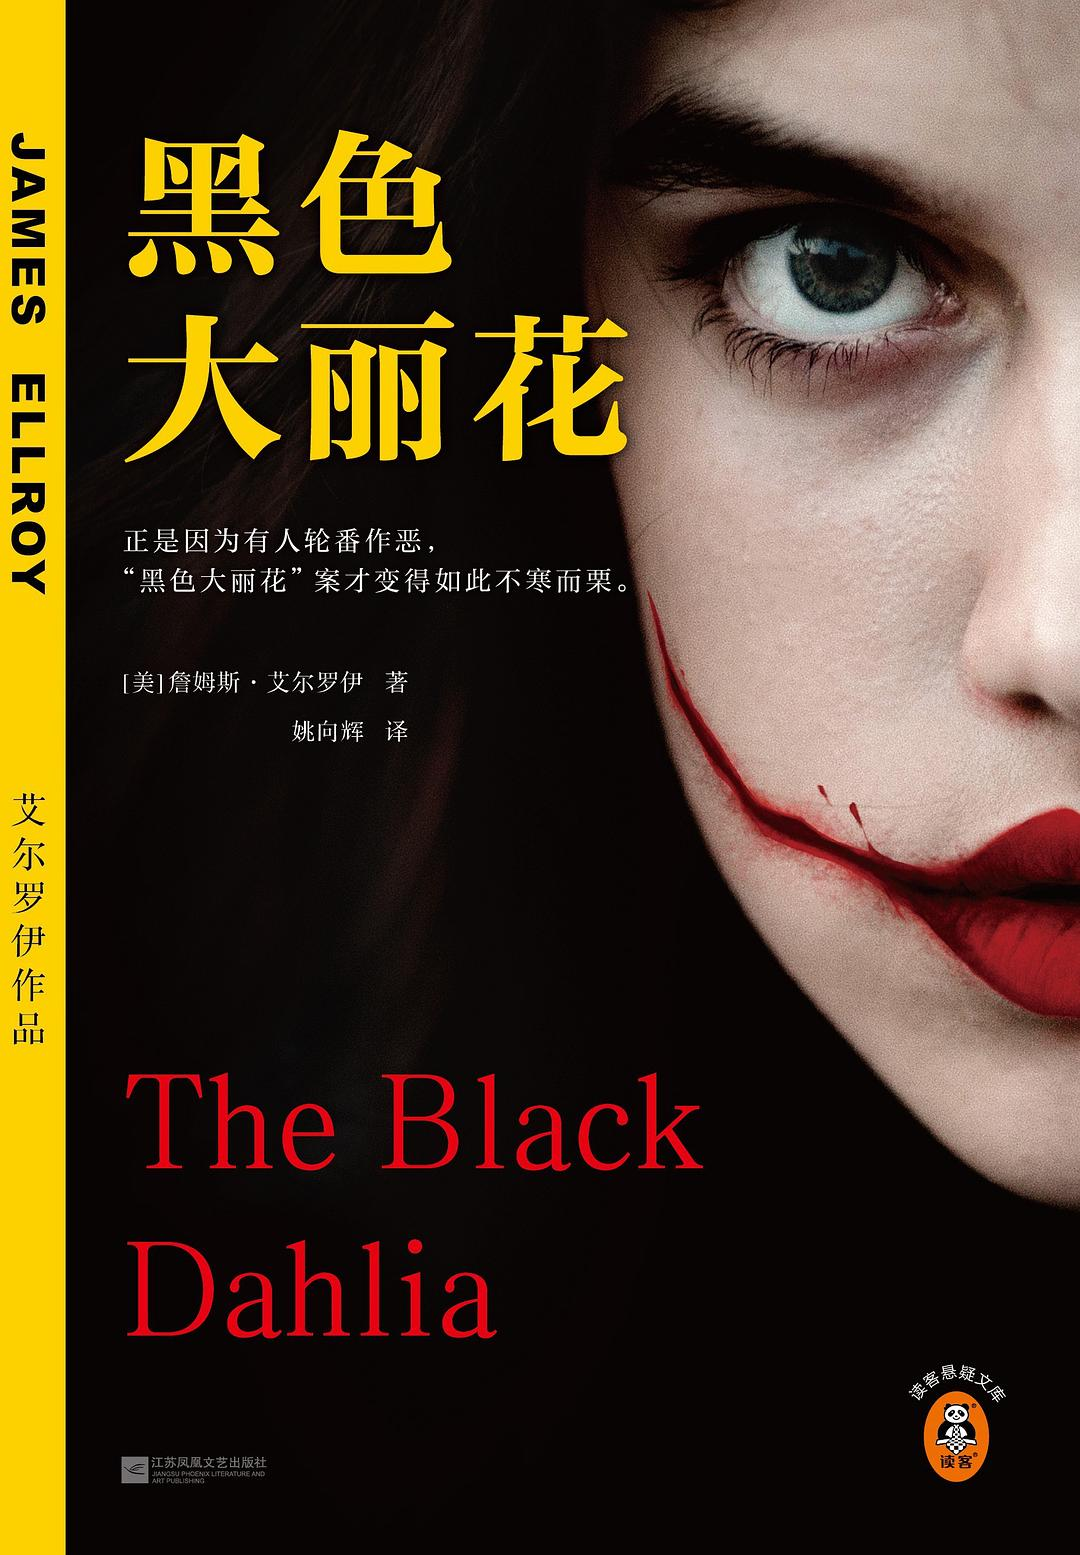 JAMES ELLROY
艾尔罗伊作品
黑色
大丽花
正是因为有人轮番作恶,
“黑色大丽花”案才变得如此不寒而栗。
[美]詹姆斯·艾尔罗伊 著
姚向辉 译
The Black
Dahlia
江苏凤凰文艺出版社
JIANGSU PHOENIX LITERATURE AND
ART PUBLISHING
读客悬疑文库
读客®